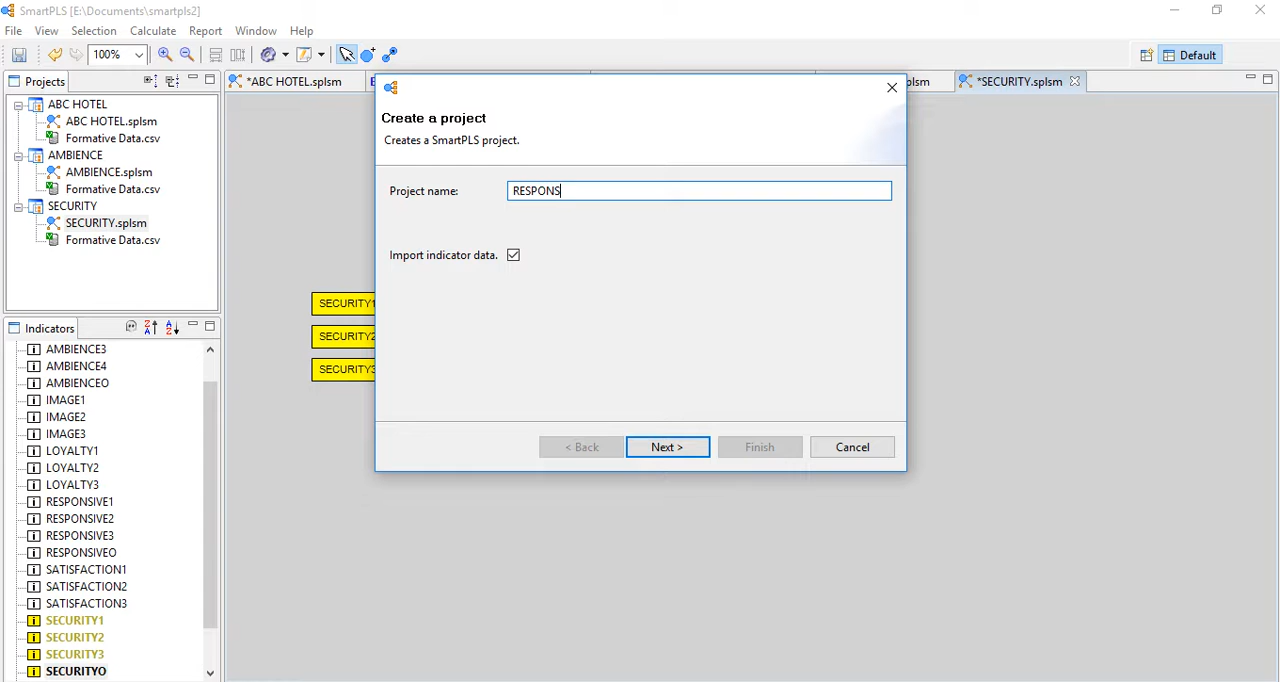 SmartPLS [E:\Documents\smartpls2]
File View Selection Calculate Report Window Help
100% Default
Projects
*ABC HOTEL.splsm
*SECURITY.splsm
ABC HOTEL
ABC HOTEL.splsm
Formative Data.csv
AMBIENCE
AMBIENCE.splsm
Formative Data.csv
SECURITY
SECURITY.splsm
Formative Data.csv
Create a project
Creates a SmartPLS project.
Project name: RESPONS
Import indicator data.
< Back Next > Finish Cancel
SECURITY1
SECURITY2
SECURITY3
Indicators
AMBIENCE3
AMBIENCE4
AMBIENCEO
IMAGE1
IMAGE2
IMAGE3
LOYALTY1
LOYALTY2
LOYALTY3
RESPONSIVE1
RESPONSIVE2
RESPONSIVE3
RESPONSIVEO
SATISFACTION1
SATISFACTION2
SATISFACTION3
SECURITY1
SECURITY2
SECURITY3
SECURITYO